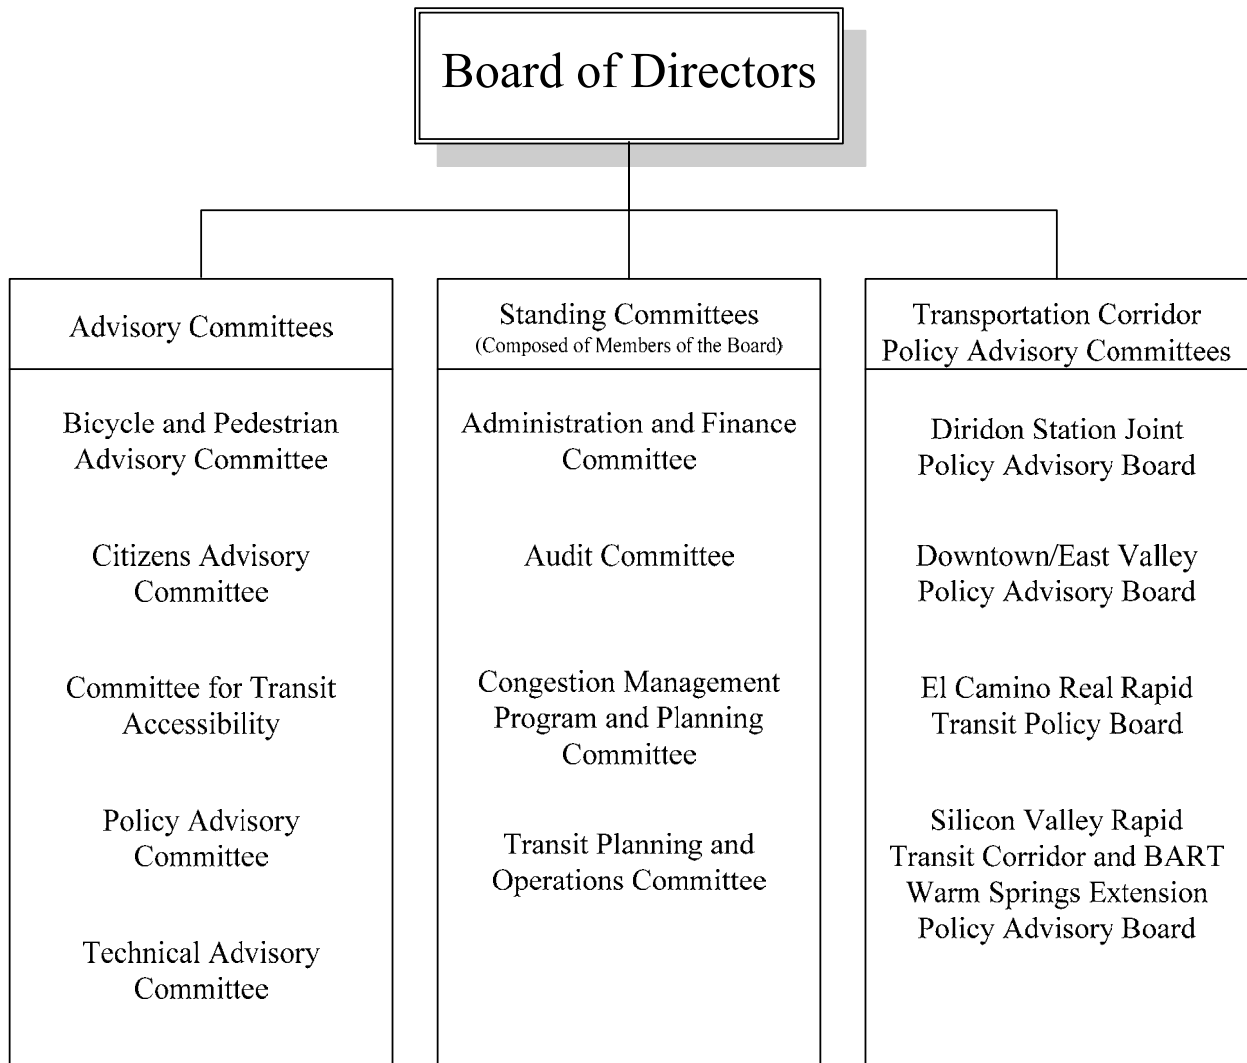 Board of Directors
Advisory Committees
Bicycle and Pedestrian
Advisory Committee
Citizens Advisory
Committee
Committee for Transit
Accessibility
Policy Advisory
Committee
Technical Advisory
Committee
Standing Committees
(Composed of Members of the Board)
Administration and Finance
Committee
Audit Committee
Congestion Management
Program and Planning
Committee
Transit Planning and
Operations Committee
Transportation Corridor
Policy Advisory Committees
Diridon Station Joint
Policy Advisory Board
Downtown/East Valley
Policy Advisory Board
El Camino Real Rapid
Transit Policy Board
Silicon Valley Rapid
Transit Corridor and BART
Warm Springs Extension
Policy Advisory Board